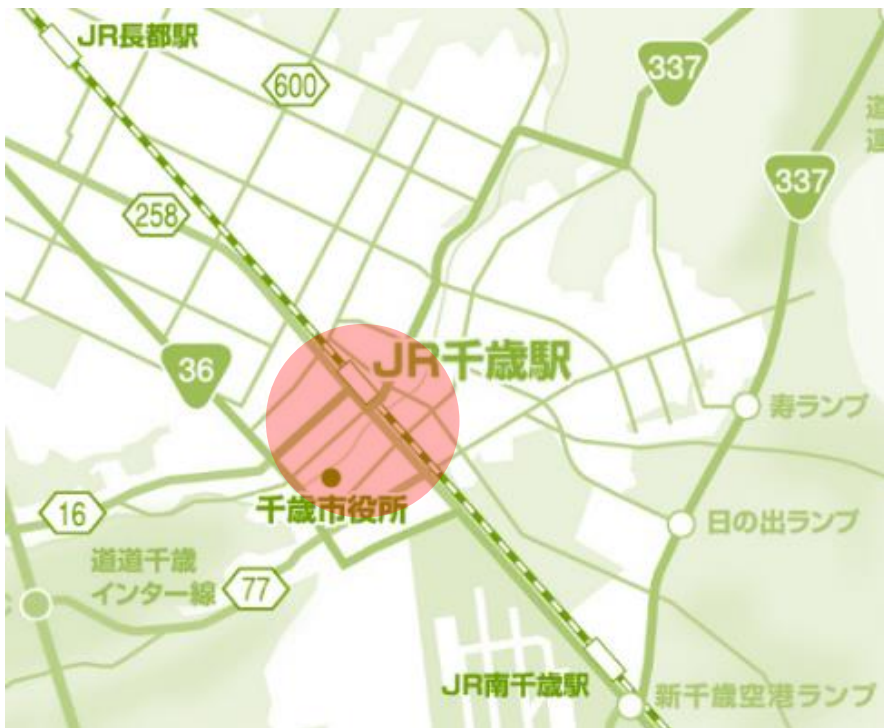 JR長都駅
600
337
337
258
36
JR千歳駅
寿ランプ
千歳市役所
16
日の出ランプ
道道千歳
インター線
77
JR南千歳駅
新千歳空港ランプ